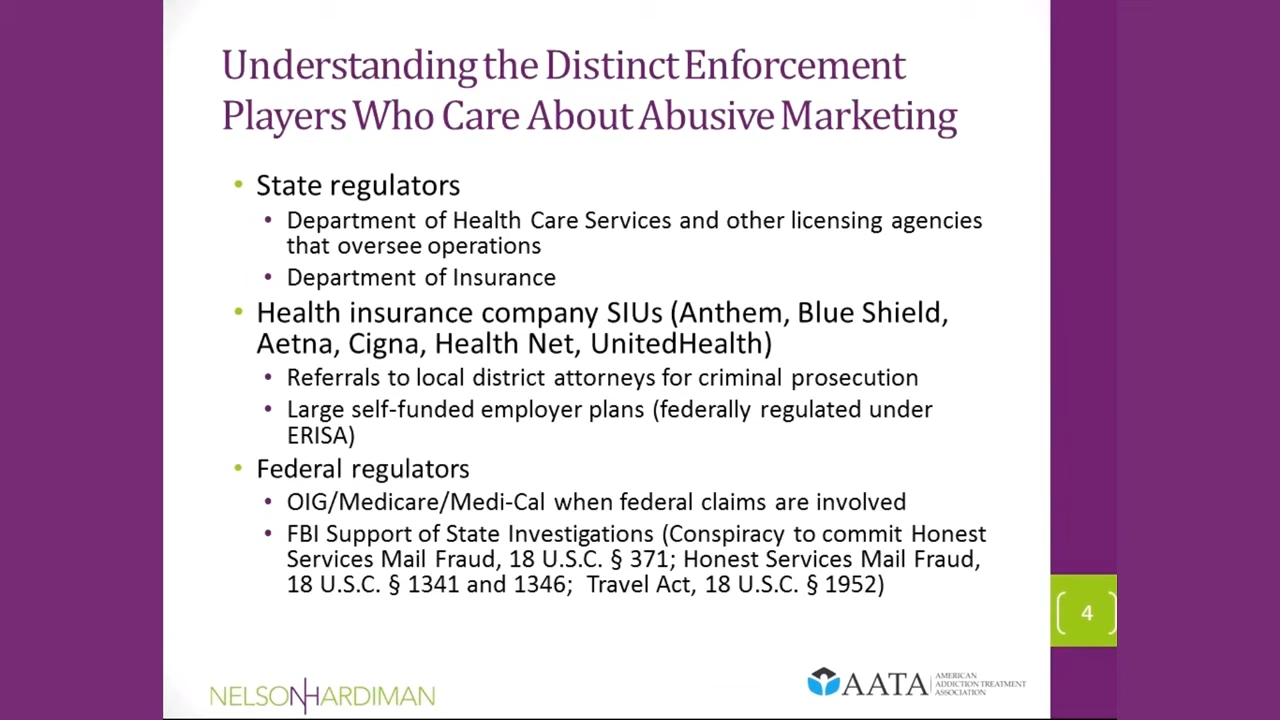 Understanding the Distinct Enforcement
Players Who Care About Abusive Marketing
• State regulators
• Department of Health Care Services and other licensing agencies
that oversee operations
• Department of Insurance
• Health insurance company SIUs (Anthem, Blue Shield,
Aetna, Cigna, Health Net, UnitedHealth)
• Referrals to local district attorneys for criminal prosecution
• Large self-funded employer plans (federally regulated under
ERISA)
• Federal regulators
• OIG/Medicare/Medi-Cal when federal claims are involved
• FBI Support of State Investigations (Conspiracy to commit Honest
Services Mail Fraud, 18 U.S.C. § 371; Honest Services Mail Fraud,
18 U.S.C. § 1341 and 1346; Travel Act, 18 U.S.C. § 1952)
4
NELSONHARDIMAN
AATA
AMERICAN
ADDICTION TREATMENT
ASSOCIATION